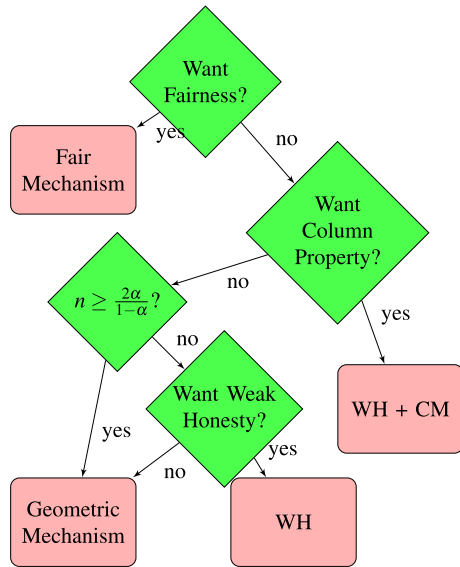 Want
Fairness?
yes
no
Fair
Mechanism
Want
Column
Property?
no
n ≥ 2α/1−α?
yes
no
WH + CM
Want Weak
Honesty?
yes
yes
no
Geometric
Mechanism
WH